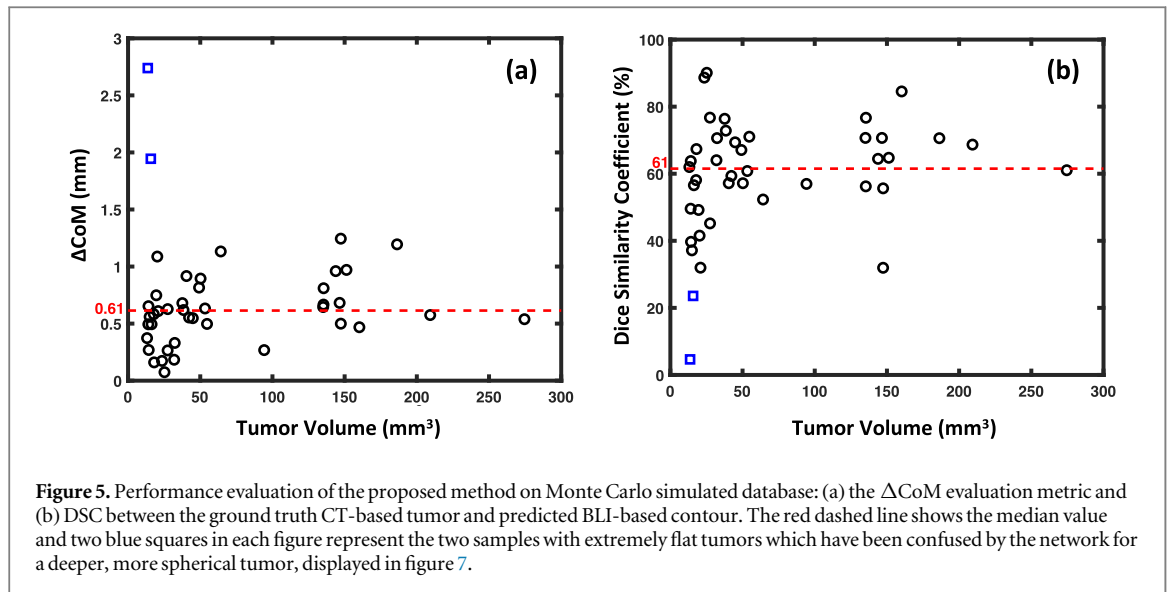 3
2.5
2
1.5
1
0.61
0.5
0
0 50 100 150 200 250 300
ΔCoM (mm)
Tumor Volume (mm³)
(a)
100
80
61
60
40
20
0
0 50 100 150 200 250 300
Dice Similarity Coefficient (%)
Tumor Volume (mm³)
(b)
Figure 5. Performance evaluation of the proposed method on Monte Carlo simulated database: (a) the △CoM evaluation metric and
(b) DSC between the ground truth CT-based tumor and predicted BLI-based contour. The red dashed line shows the median value
and two blue squares in each figure represent the two samples with extremely flat tumors which have been confused by the network for
a deeper, more spherical tumor, displayed in figure 7.